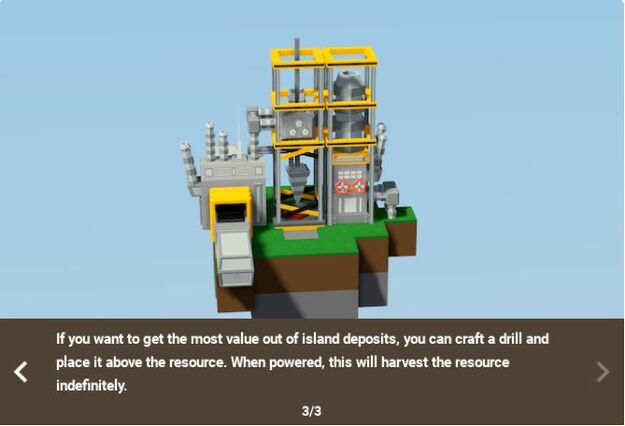 If you want to get the most value out of island deposits, you can craft a drill and
place it above the resource. When powered, this will harvest the resource
indefinitely.
3/3